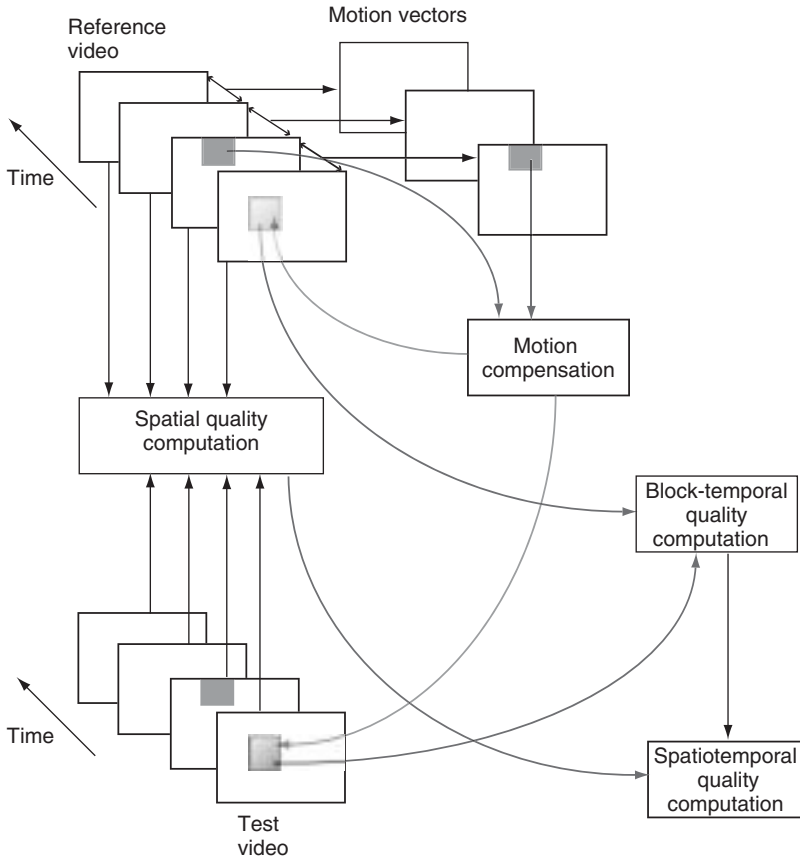 Motion vectors
Reference
video
Time
Motion
compensation
Spatial quality
computation
Block-temporal
quality
computation
Time
Spatiotemporal
quality
computation
Test
video